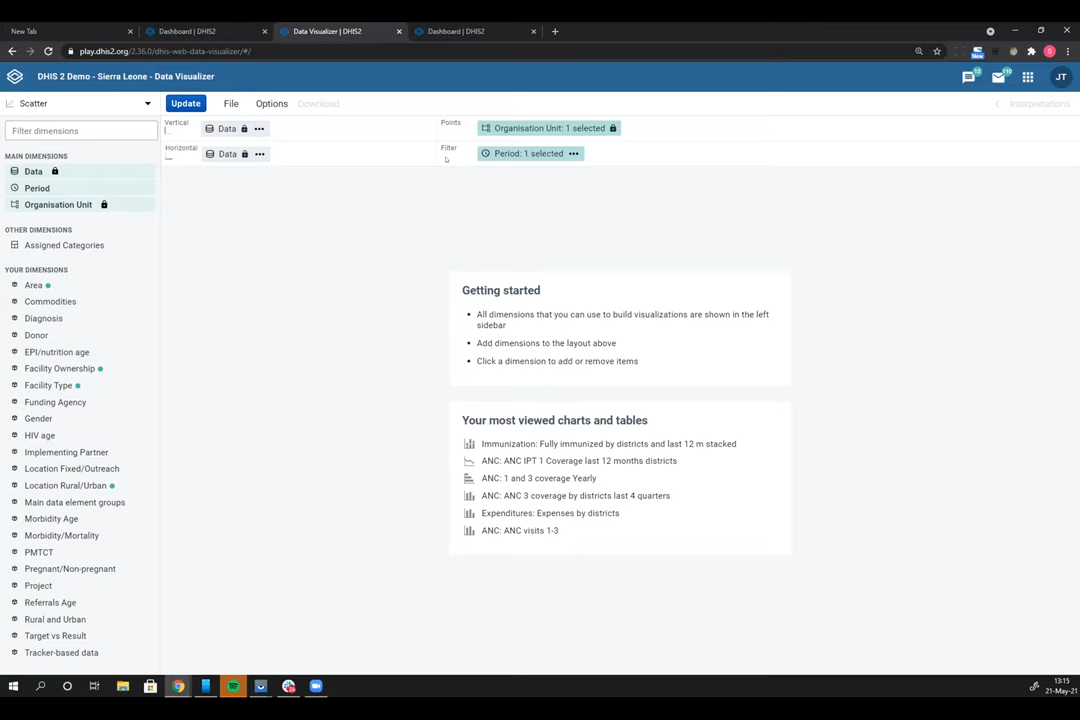 New Tab
Dashboard | DHIS2
Data Visualizer | DHIS2
Dashboard | DHIS2
play.dhis2.org/2.36.0/dhis-web-data-visualizer/#/
New
S
DHIS 2 Demo - Sierra Leone - Data Visualizer
JT
Scatter
Update
File
Options
Download
Interpretations
Filter dimensions
Vertical
Data
Points
Organisation Unit: 1 selected
Horizontal
Data
Filter
Period: 1 selected
MAIN DIMENSIONS
Data
Period
Organisation Unit
OTHER DIMENSIONS
Assigned Categories
YOUR DIMENSIONS
Area
Commodities
Diagnosis
Donor
EPI/nutrition age
Facility Ownership
Facility Type
Funding Agency
Gender
HIV age
Implementing Partner
Location Fixed/Outreach
Location Rural/Urban
Main data element groups
Morbidity Age
Morbidity/Mortality
PMTCT
Pregnant/Non-pregnant
Project
Referrals Age
Rural and Urban
Target vs Result
Tracker-based data
Getting started
All dimensions that you can use to build visualizations are shown in the left
sidebar
Add dimensions to the layout above
Click a dimension to add or remove items
Your most viewed charts and tables
Immunization: Fully immunized by districts and last 12 m stacked
ANC: ANC IPT 1 Coverage last 12 months districts
ANC: 1 and 3 coverage Yearly
ANC: ANC 3 coverage by districts last 4 quarters
Expenditures: Expenses by districts
ANC: ANC visits 1-3
13:15
21-May-21